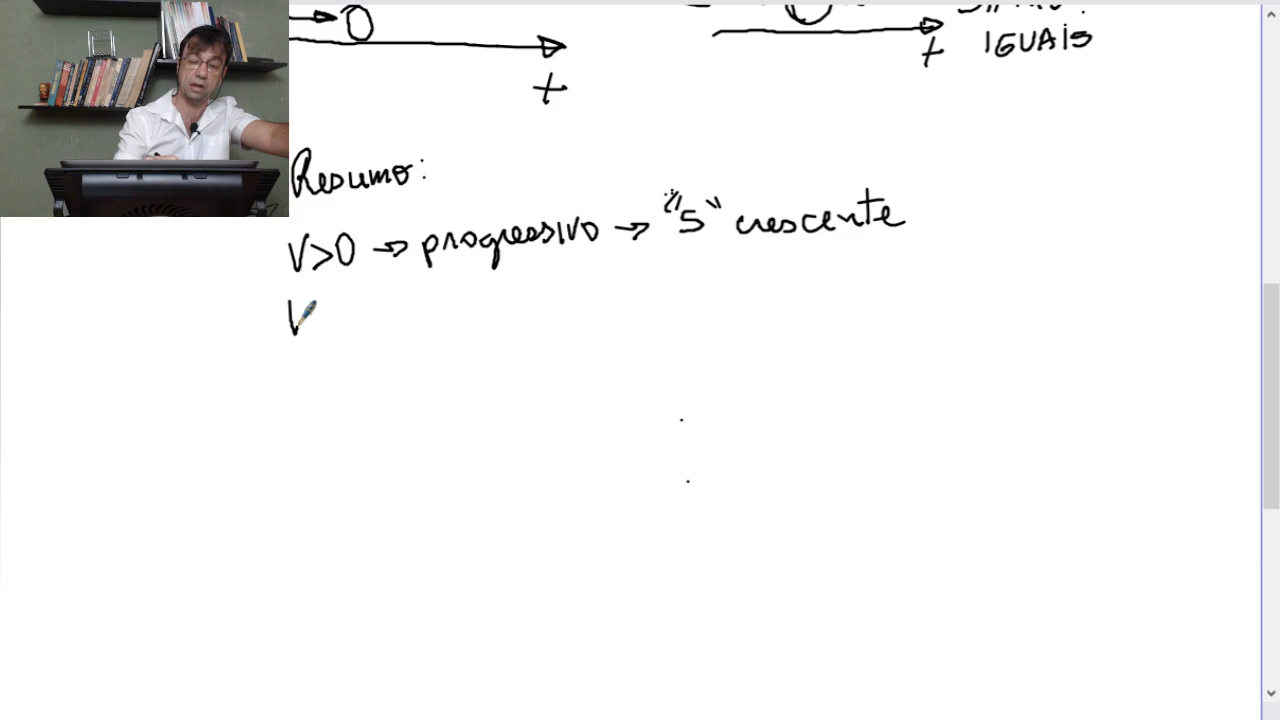 +
+
IGUAIS
Resumo:
V>0 → progressivo → "S" crescente
V